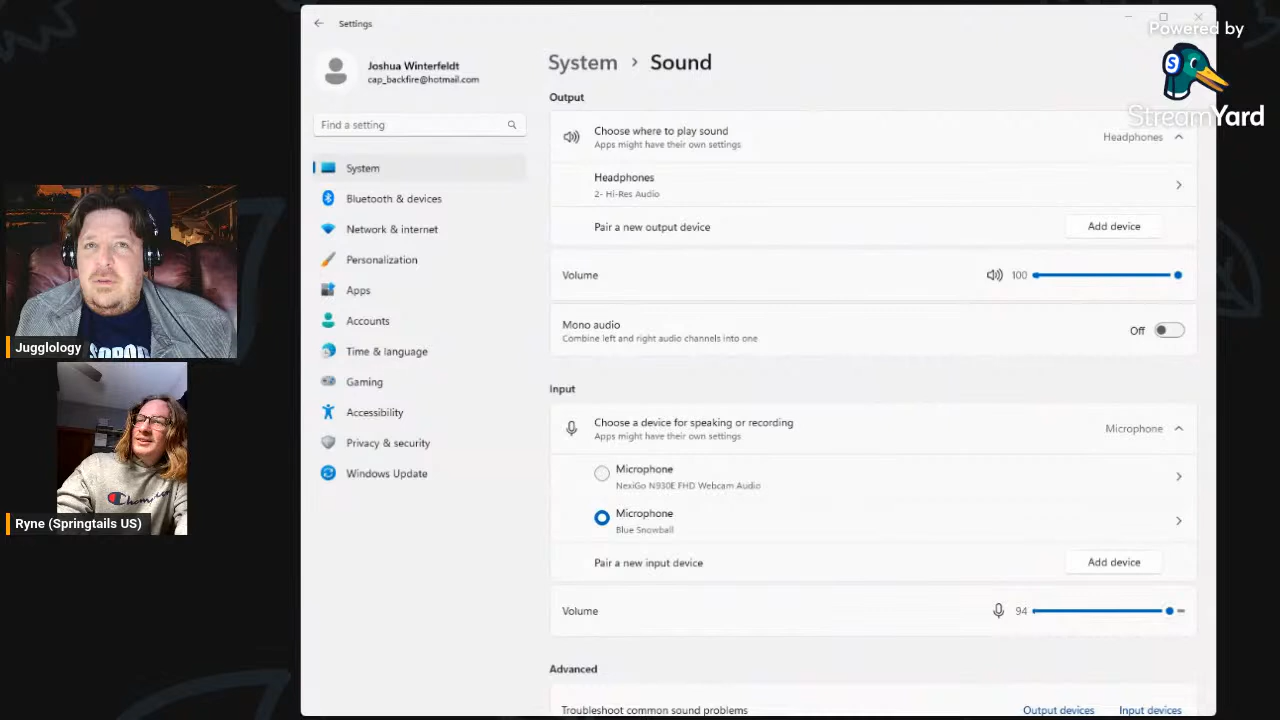 Settings
Powered by
StreamYard
Joshua Winterfeldt
cap_backfire@hotmail.com
Find a setting
System
Bluetooth & devices
Network & internet
Personalization
Apps
Accounts
Time & language
Gaming
Accessibility
Privacy & security
Windows Update
System > Sound
Output
Choose where to play sound
Apps might have their own settings
Headphones
Headphones
2- Hi-Res Audio
Pair a new output device
Add device
Volume
100
Mono audio
Combine left and right audio channels into one
Off
Input
Choose a device for speaking or recording
Apps might have their own settings
Microphone
Microphone
NexiGo N930E FHD Webcam Audio
Microphone
Blue Snowball
Pair a new input device
Add device
Volume
94
Advanced
Troubleshoot common sound problems
Output devices
Input devices
Jugglology
Champion
Ryne (Springtails US)